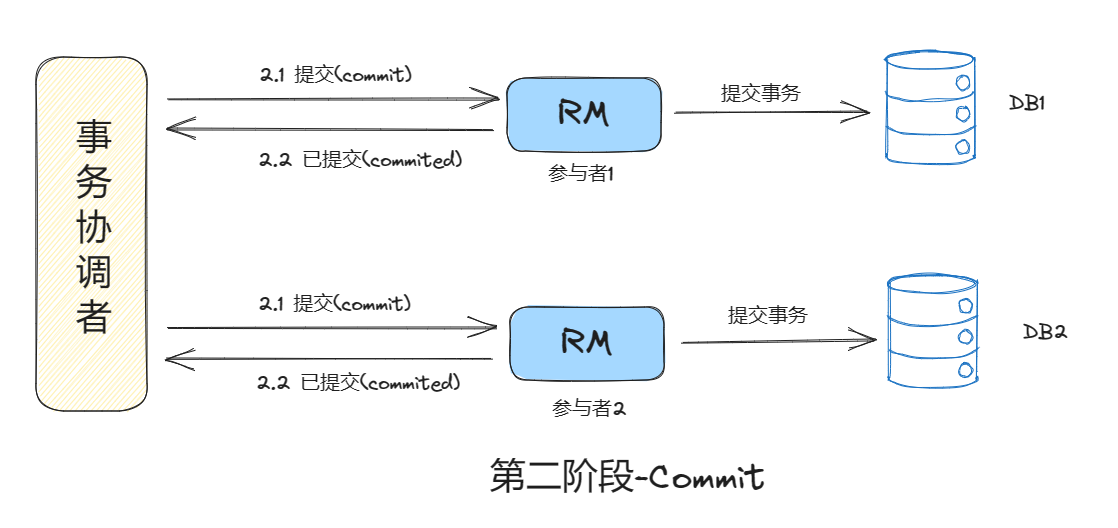 事务协调者
2.1 提交(commit)
RM
参与者1
提交事务
DB1
2.2 已提交(commited)
2.1 提交(commit)
RM
参与者2
提交事务
DB2
2.2 已提交(commited)
第二阶段-Commit